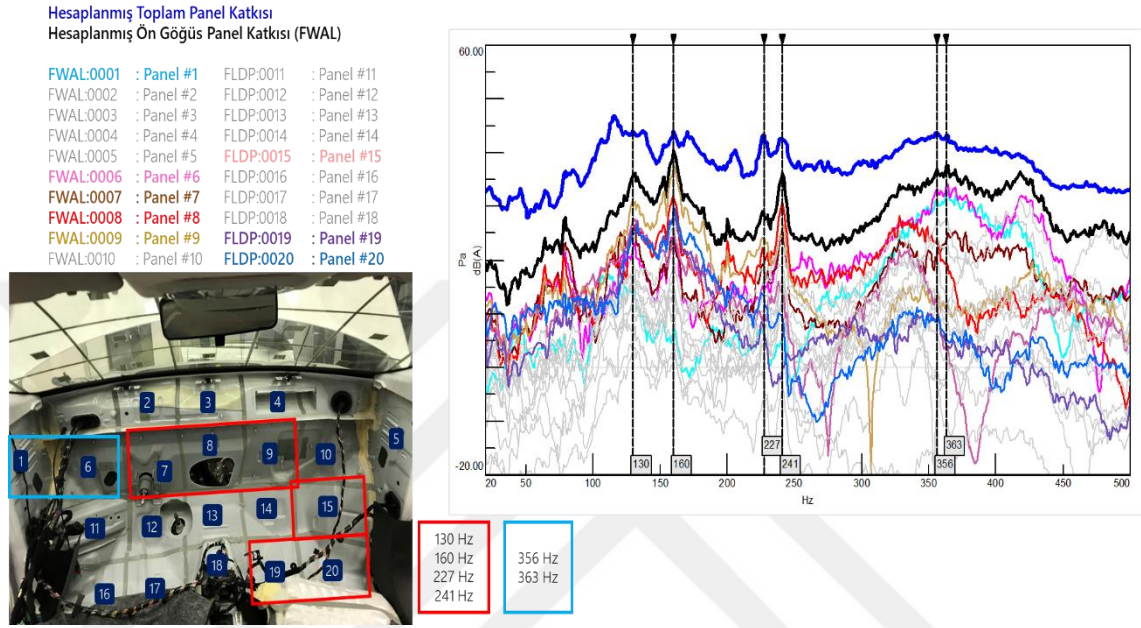 Hesaplanmış Toplam Panel Katkısı
Hesaplanmış Ön Göğüs Panel Katkısı (FWAL)
FWAL:0001 : Panel #1 FLDP:0011 : Panel #11
FWAL:0002 : Panel #2 FLDP:0012 : Panel #12
FWAL:0003 : Panel #3 FLDP:0013 : Panel #13
FWAL:0004 : Panel #4 FLDP:0014 : Panel #14
FWAL:0005 : Panel #5 FLDP:0015 : Panel #15
FWAL:0006 : Panel #6 FLDP:0016 : Panel #16
FWAL:0007 : Panel #7 FLDP:0017 : Panel #17
FWAL:0008 : Panel #8 FLDP:0018 : Panel #18
FWAL:0009 : Panel #9 FLDP:0019 : Panel #19
FWAL:0010 : Panel #10 FLDP:0020 : Panel #20
60.00
Pa
dB(A)
-20.00
227
363
130 160 241 356
20 50 100 150 200 250 300 350 400 450 500
Hz
2 3 4
5
8
1 6 7 9 10
11 12 13 14 15
18 19 20
16 17
130 Hz
160 Hz
227 Hz
241 Hz
356 Hz
363 Hz